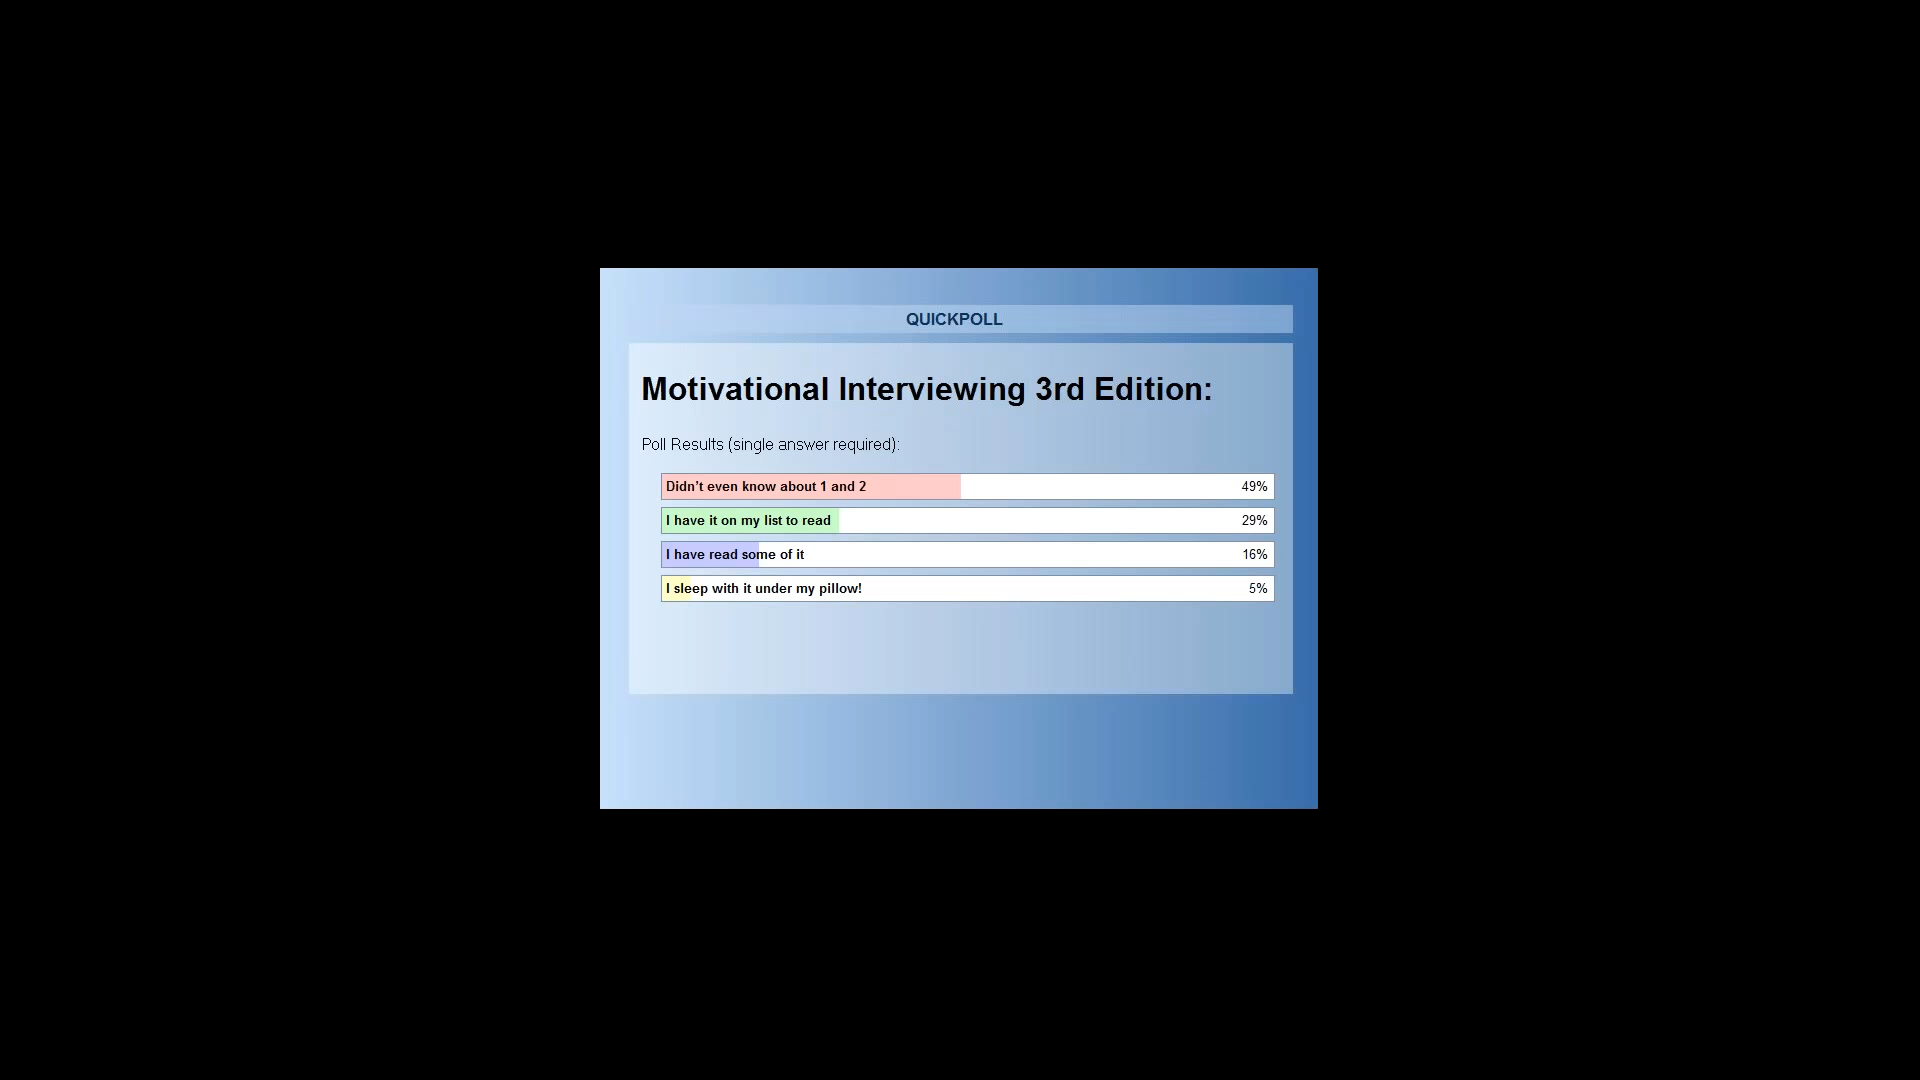 QUICKPOLL
Motivational Interviewing 3rd Edition:
Poll Results (single answer required):
Didn’t even know about 1 and 2 49%
I have it on my list to read 29%
I have read some of it 16%
I sleep with it under my pillow! 5%